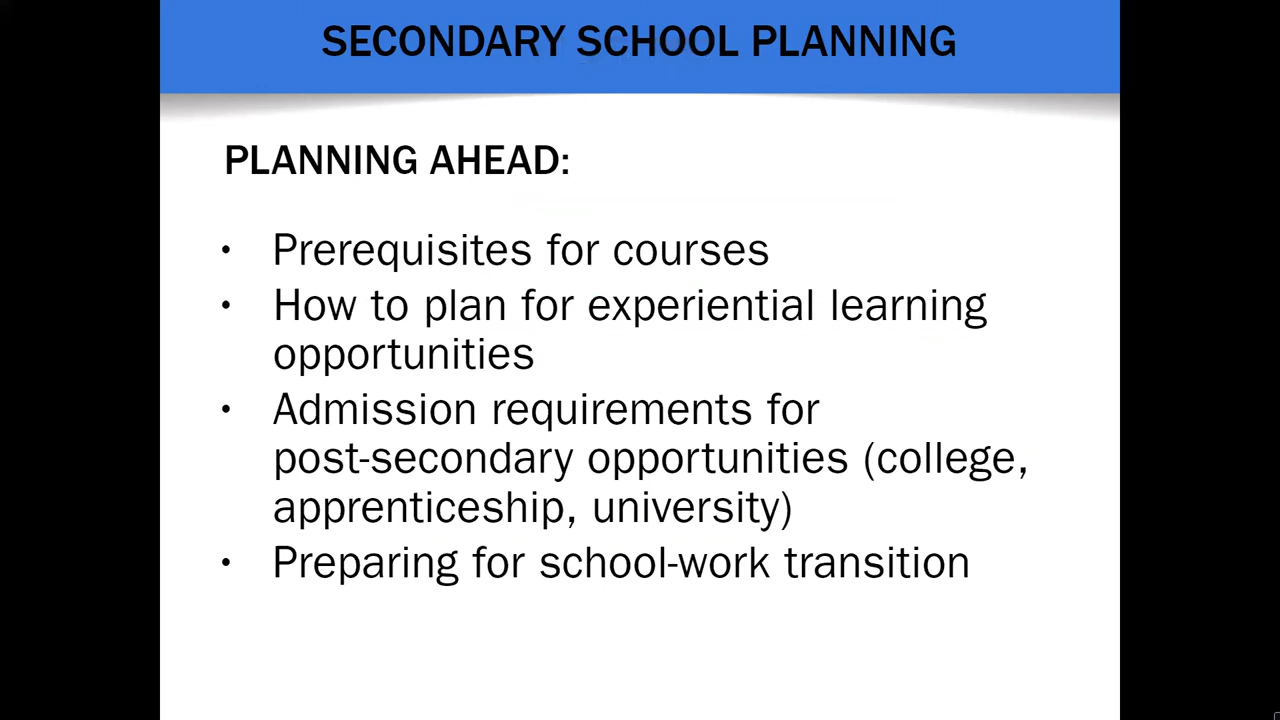 SECONDARY SCHOOL PLANNING
PLANNING AHEAD:
• Prerequisites for courses
• How to plan for experiential learning
opportunities
• Admission requirements for
post-secondary opportunities (college,
apprenticeship, university)
• Preparing for school-work transition